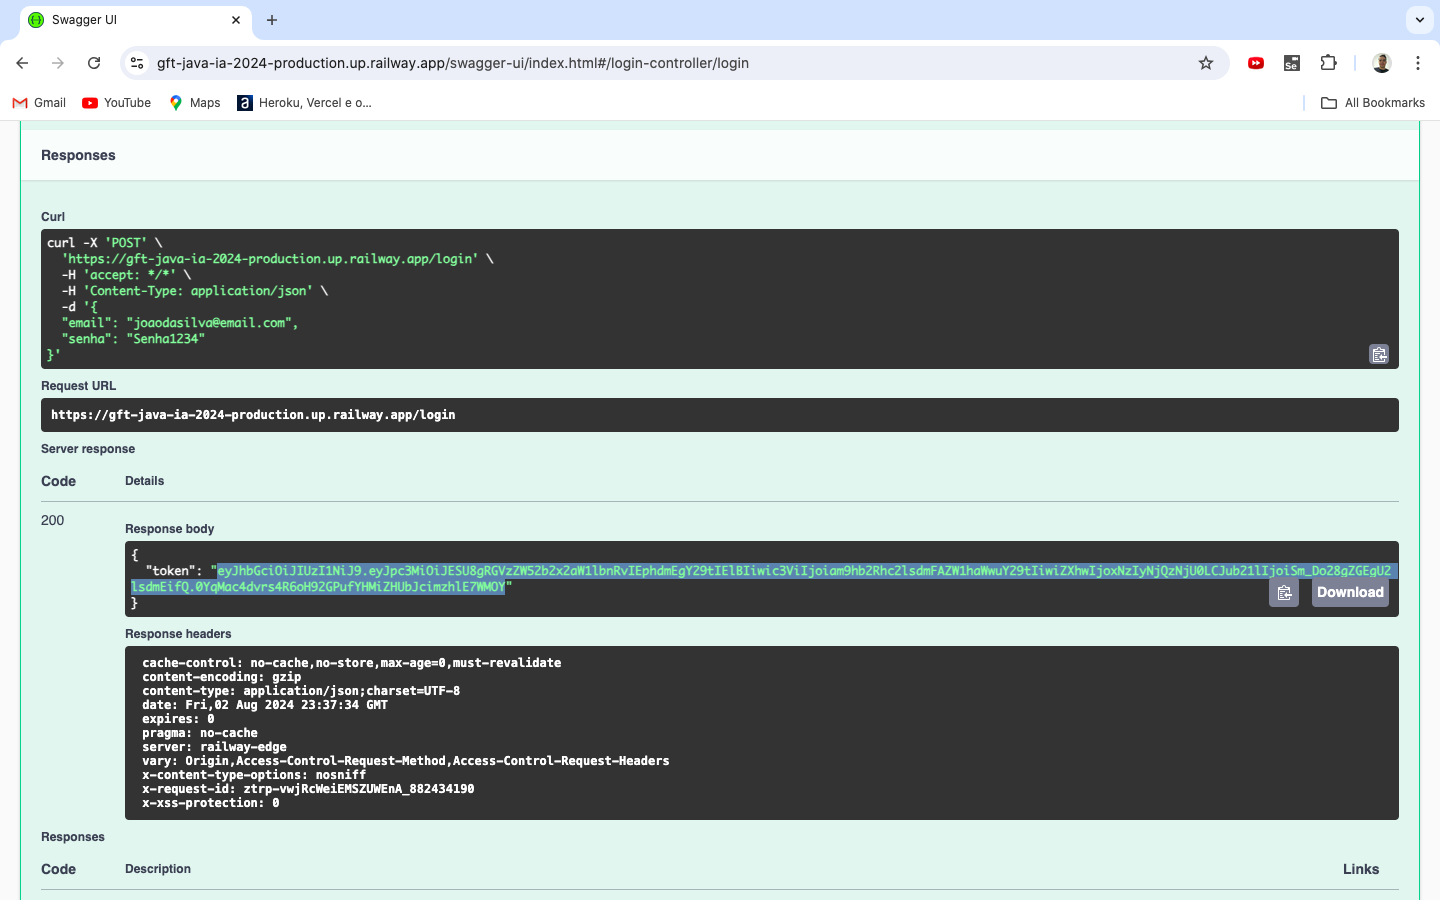 Swagger UI
gft-java-ia-2024-production.up.railway.app/swagger-ui/index.html#/login-controller/login
Gmail
YouTube
Maps
Heroku, Vercel e o...
All Bookmarks
Responses
Curl
curl -X 'POST' \
'https://gft-java-ia-2024-production.up.railway.app/login' \
-H 'accept: */*' \
-H 'Content-Type: application/json' \
-d '{
"email": "joaodasilva@email.com",
"senha": "Senha1234"
}'
Request URL
https://gft-java-ia-2024-production.up.railway.app/login
Server response
Code Details
200
Response body
{
"token": "eyJhbGciOiJIUzI1NiJ9.eyJpc3MiOiJESU8gRGVzZW52b2x2aW1lbnRvIEphdmEgY29tIElBIiwic3ViIjoiam9hb2Rhc2lsdmFAZW1haWwuY29tIiwiZXhwIjoxNzIyNjQzNjU0LCJub21lIjoiSm_Do28gZGEgU2
lsdmEifQ.0YqMac4dvrs4R6oH92GPufYHMiZHUbJcimzhlE7WMOY"
}
Download
Response headers
cache-control: no-cache,no-store,max-age=0,must-revalidate
content-encoding: gzip
content-type: application/json;charset=UTF-8
date: Fri,02 Aug 2024 23:37:34 GMT
expires: 0
pragma: no-cache
server: railway-edge
vary: Origin,Access-Control-Request-Method,Access-Control-Request-Headers
x-content-type-options: nosniff
x-request-id: ztrp-vwjRcWeiEMSZUWEnA_882434190
x-xss-protection: 0
Responses
Code Description Links